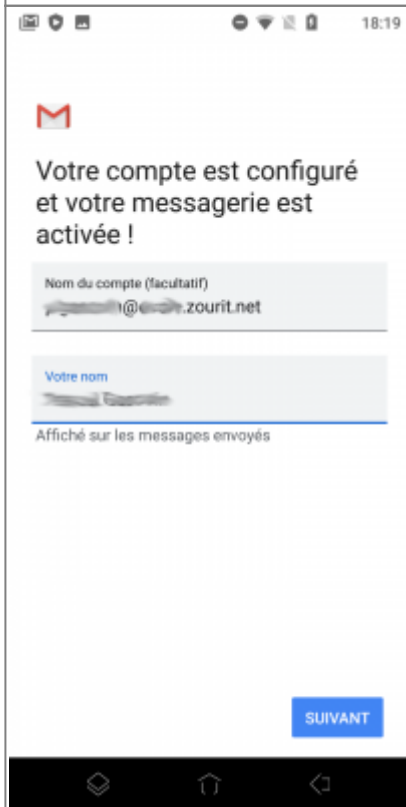 18:19
Votre compte est configuré
et votre messagerie est
activée !
Nom du compte (facultatif)
.zourit.net
Votre nom
Affiché sur les messages envoyés
SUIVANT